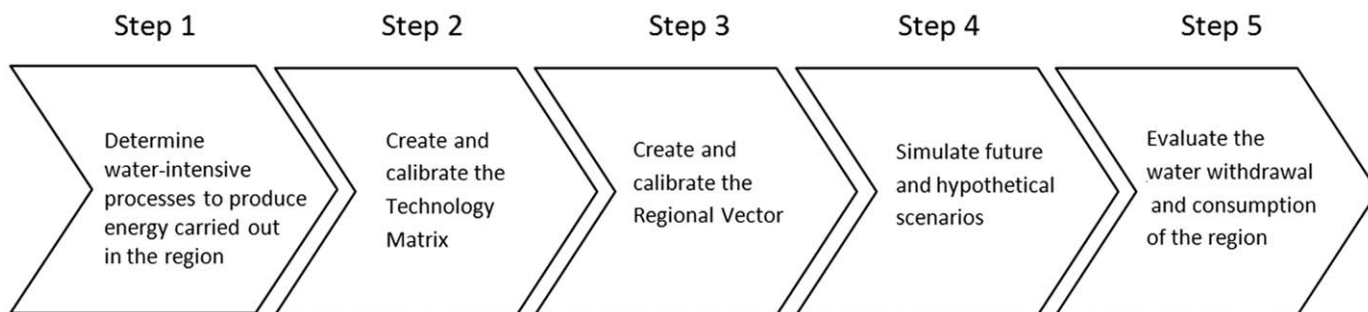 Step 1
Step 2
Step 3
Step 4
Step 5
Determine
water-intensive
processes to produce
energy carried out
in the region
Create and
calibrate the
Technology
Matrix
Create and
calibrate the
Regional Vector
Simulate future
and hypothetical
scenarios
Evaluate the
water withdrawal
and consumption
of the region